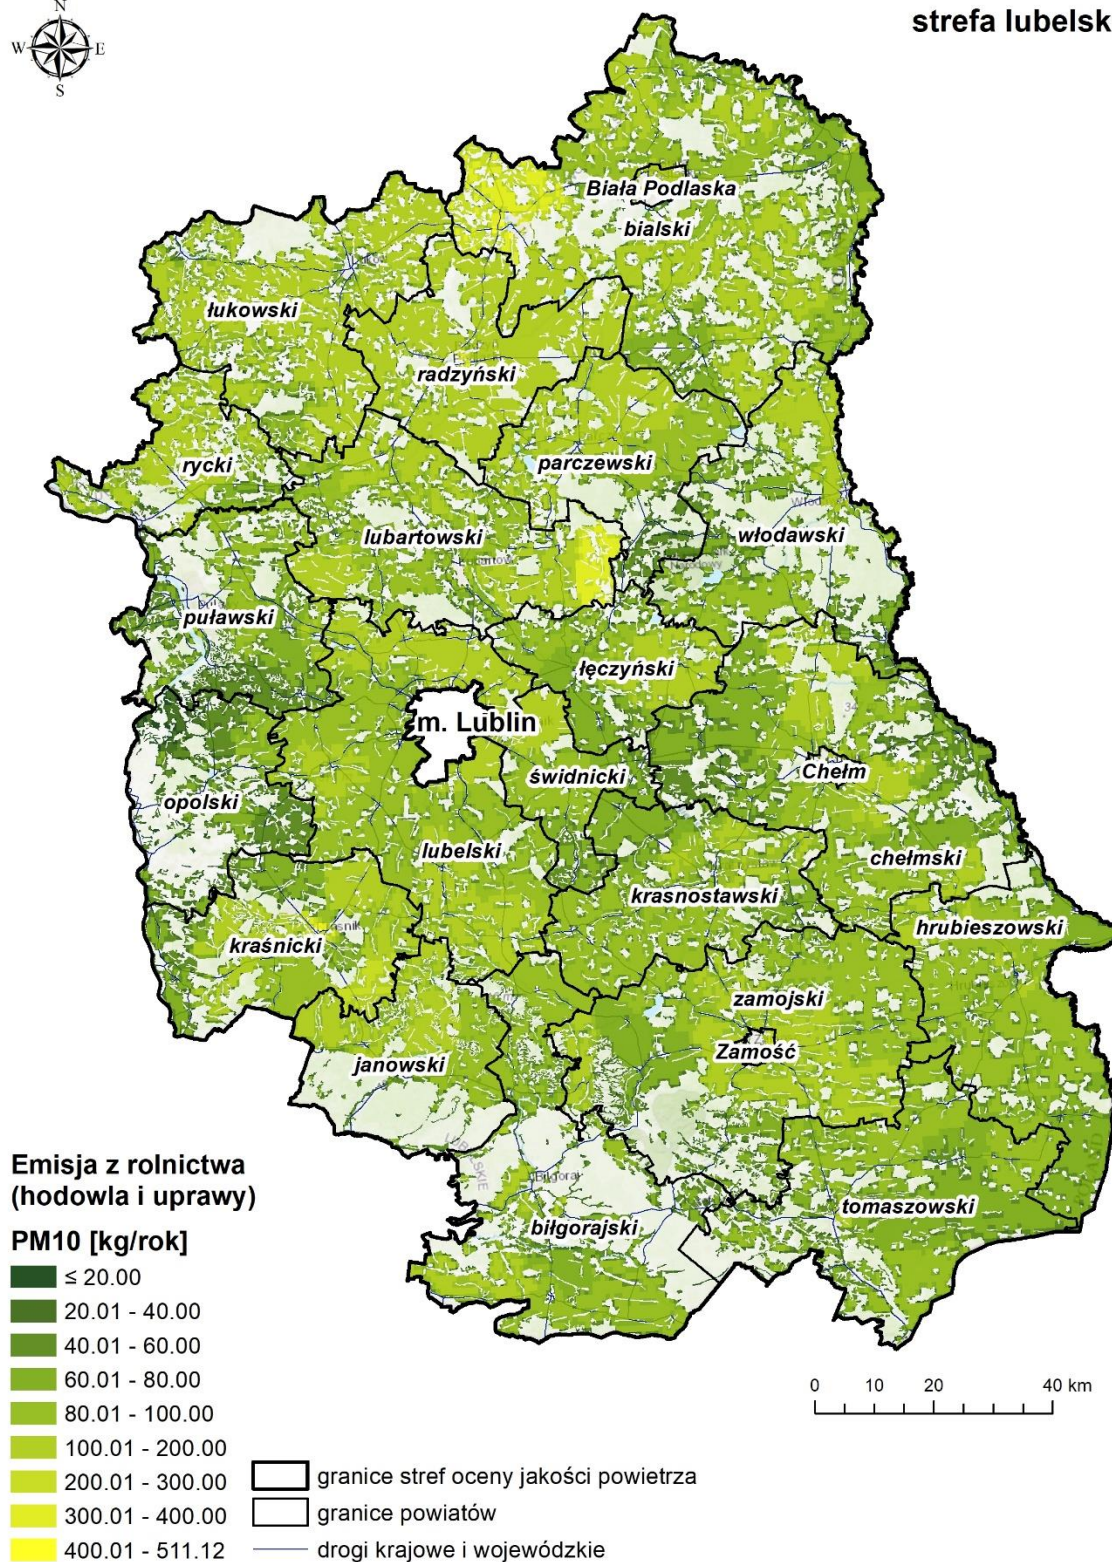 N
strefa lubelsk
W
E
S
Biała Podlaska
bialski
łukowski
radzyński
rycki
parczewski
lubartowski
włodawski
puławski
łęczyński
m. Lublin
świdnicki
Chełm
opolski
lubelski
chełmski
krasnostawski
hrubieszowski
kraśnicki
zamojski
Zamość
janowski
Biłgoraj
biłgorajski
tomaszowski
Emisja z rolnictwa
(hodowla i uprawy)
PM10 [kg/rok]
≤ 20.00
20.01 - 40.00
40.01 - 60.00
60.01 - 80.00
80.01 - 100.00
100.01 - 200.00
200.01 - 300.00
300.01 - 400.00
400.01 - 511.12
granice stref oceny jakości powietrza
granice powiatów
drogi krajowe i wojewódzkie
0 10 20 40 km